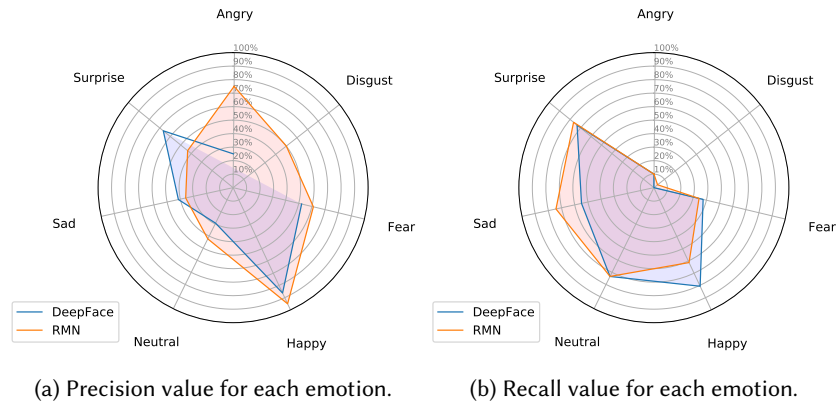 Angry
Disgust
Fear
Happy
Neutral
Sad
Surprise
100%
90%
80%
70%
60%
50%
40%
30%
20%
10%
DeepFace
RMN
(a) Precision value for each emotion.
Angry
Disgust
Fear
Happy
Neutral
Sad
Surprise
100%
90%
80%
70%
60%
50%
40%
30%
20%
10%
DeepFace
RMN
(b) Recall value for each emotion.